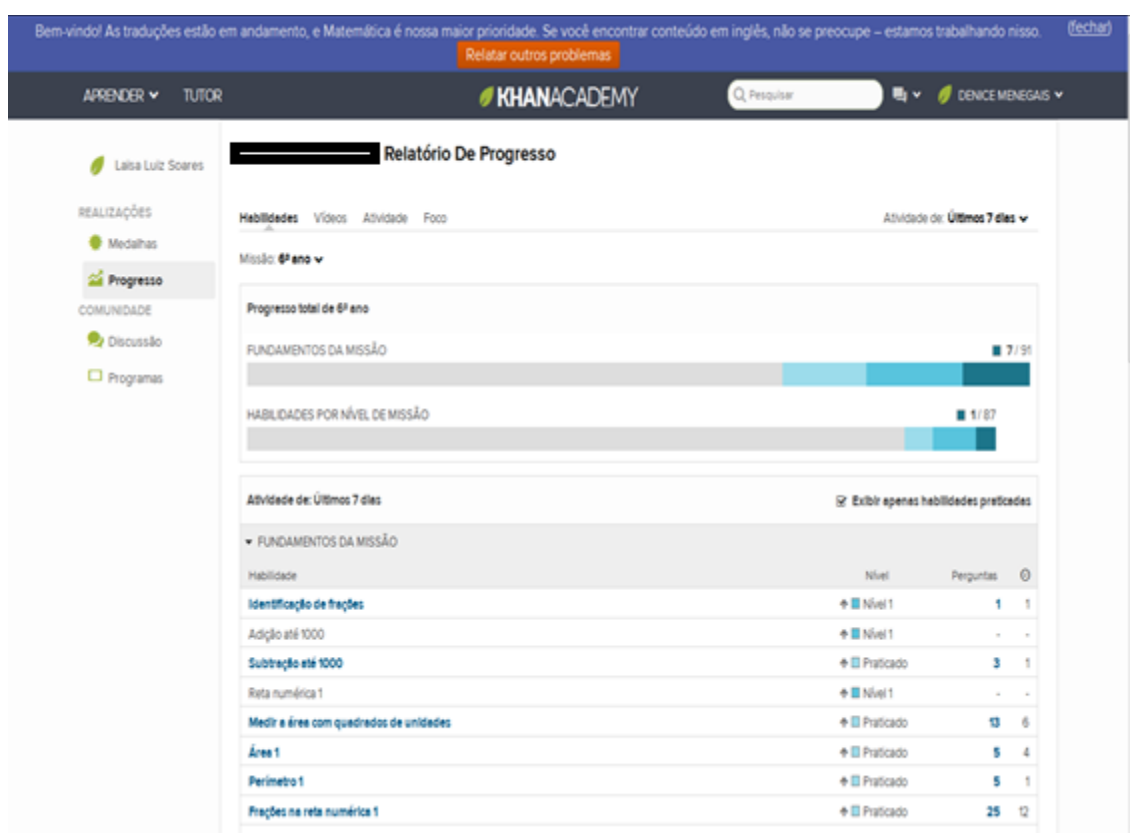 Bem-vindo! As traduções estão em andamento, e Matemática é nossa maior prioridade. Se você encontrar conteúdo em inglês, não se preocupe – estamos trabalhando nisso. (fechar)
Relatar outros problemas
APRENDER TUTOR KHANACADEMY Pesquisar DENICE MENEGAIS
Laisa Luiz Soares
Relatório De Progresso
REALIZAÇÕES
Medalhas
Progresso
COMUNIDADE
Discussão
Programas
Habilidades Vídeos Atividade Foco Atividade de: Últimos 7 dies
Missão: 6º ano
Progresso total de 6º ano
FUNDAMENTOS DA MISSÃO 7/91
HABILIDADES POR NÍVEL DE MISSÃO 1/87
Atividade de: Últimos 7 dies Exibir apenas habilidades praticadas
FUNDAMENTOS DA MISSÃO
Habilidade Nível Perguntas
Identificação de frações Nível 1 1 1
Adição até 1000 Nível 1 - -
Subtração até 1000 Praticado 3 1
Reta numérica 1 Nível 1 - -
Medir a área com quadrados de unidades Praticado 13 6
Área 1 Praticado 5 4
Perímetro 1 Praticado 5 1
Frações na reta numérica 1 Praticado 25 12